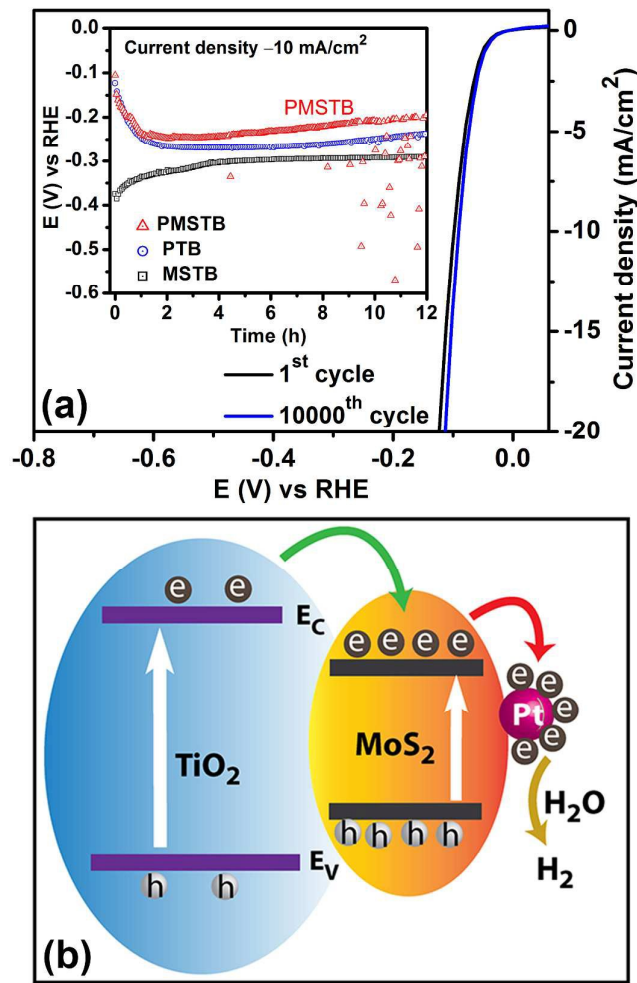 Current density –10 mA/cm²
PMSTB
PMSTB
PTB
MSTB
0.0
-0.1
-0.2
-0.3
-0.4
-0.5
-0.6
E (V) vs RHE
0 2 4 6 8 10 12
Time (h)
1st cycle
10000th cycle
(a)
0
-5
-10
-15
-20
Current density (mA/cm²)
-0.8 -0.6 -0.4 -0.2 0.0
E (V) vs RHE
e e
E_C
e e e e
e e e e e e
Pt
TiO₂
MoS₂
H₂O
h h h h
E_V
h h
H₂
(b)